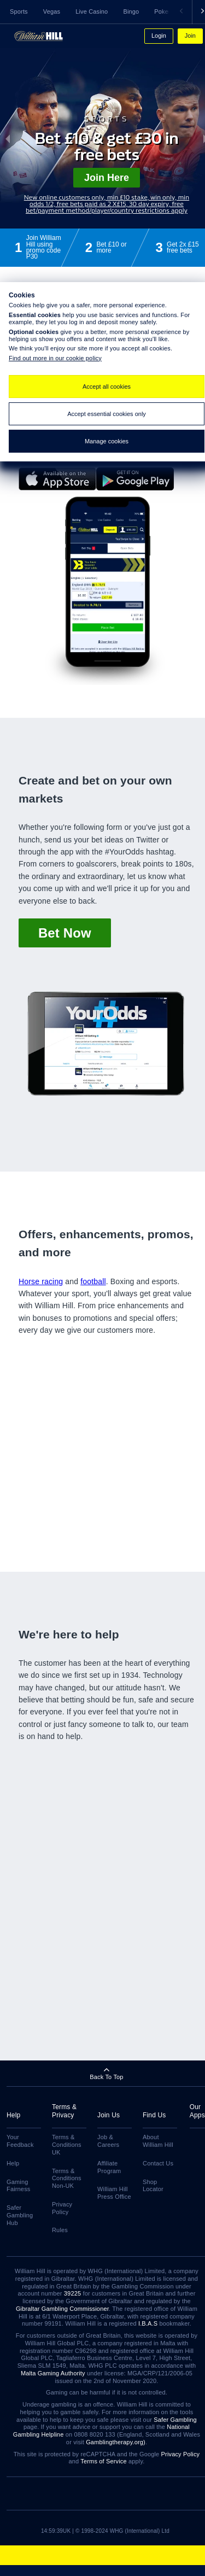 Sports Vegas Live Casino Bingo
William HILL Login Join
SPORTS
Bet £10 & get £30 in
free bets
Join Here
New online customers only, min £10 stake, win only, min
odds 1/2, free bets paid as 2 X£15, 30 day expiry, free
bet/payment method/player/country restrictions apply
1
Join William
Hill using
promo code
P30
2
Bet £10 or
more
3
Get 2x £15
free bets
Cookies
Cookies help give you a safer, more personal experience.
Essential cookies help you use basic services and functions. For
example, they let you log in and deposit money safely.
Optional cookies give you a better, more personal experience by
helping us show you offers and content we think you'll like.
We think you'll enjoy our site more if you accept all cookies.
Find out more in our cookie policy
Accept all cookies
Accept essential cookies only
Manage cookies
Available on the
App Store
GET IT ON
Google Play
Create and bet on your own
markets
Whether you're following form or you've just got a
hunch, send us your bet ideas on Twitter or
through the app with the #YourOdds hashtag.
From corners to goalscorers, break points to 180s,
or the ordinary and extraordinary, let us know what
you come up with and we'll price it up for you and
everyone else to back.
Bet Now
YourOdds
Offers, enhancements, promos,
and more
Horse racing and football. Boxing and esports.
Whatever your sport, you'll always get great value
with William Hill. From price enhancements and
money back specials to promotions and special offers;
every day we give our customers more.
We're here to help
The customer has been at the heart of everything
we do since we first set up in 1934. Technology
may have changed, but our attitude hasn't. We
believe that betting should be fun, safe and secure
for everyone. If you ever feel that you're not in
control or just fancy someone to talk to, our team
is on hand to help.
Back To Top
Help
Your
Feedback
Help
Gaming
Fairness
Safer
Gambling
Hub
Terms &
Privacy
Terms &
Conditions
UK
Terms &
Conditions
Non-UK
Privacy
Policy
Rules
Join Us
Job &
Careers
Affiliate
Program
William Hill
Press Office
Find Us
About
William Hill
Contact Us
Shop
Locator
Our
Apps
William Hill is operated by WHG (International) Limited, a company
registered in Gibraltar. WHG (International) Limited is licensed and
regulated in Great Britain by the Gambling Commission under
account number 39225 for customers in Great Britain and further
licensed by the Government of Gibraltar and regulated by the
Gibraltar Gambling Commissioner. The registered office of William
Hill is at 6/1 Waterport Place, Gibraltar, with registered company
number 99191. William Hill is a registered I.B.A.S bookmaker.
For customers outside of Great Britain, this website is operated by
William Hill Global PLC, a company registered in Malta with
registration number C96298 and registered office at William Hill
Global PLC, Tagliaferro Business Centre, Level 7, High Street,
Sliema SLM 1549, Malta. WHG PLC operates in accordance with
Malta Gaming Authority under license: MGA/CRP/121/2006-05
issued on the 2nd of November 2020.
Gaming can be harmful if it is not controlled.
Underage gambling is an offence. William Hill is committed to
helping you to gamble safely. For more information on the tools
available to help to keep you safe please visit our Safer Gambling
page. If you want advice or support you can call the National
Gambling Helpline on 0808 8020 133 (England, Scotland and Wales
or visit Gamblingtherapy.org).
This site is protected by reCAPTCHA and the Google Privacy Policy
and Terms of Service apply.
14:59:39UK | © 1998-2024 WHG (International) Ltd